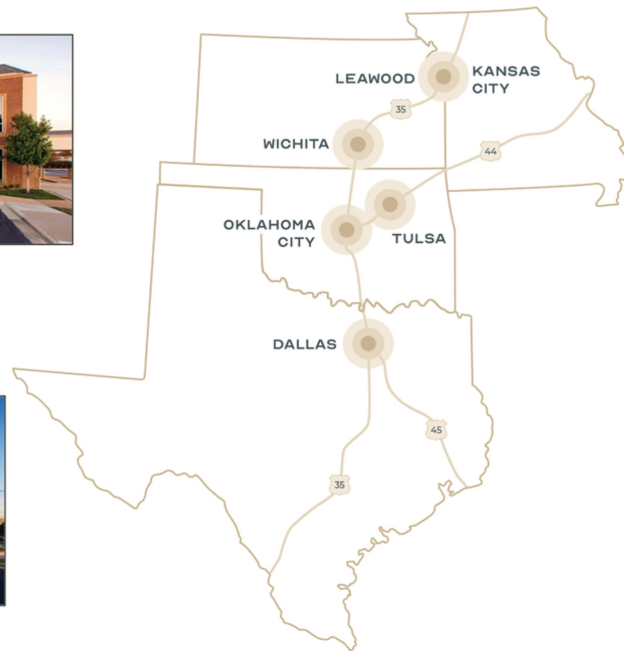 LEAWOOD
KANSAS
CITY
35
44
WICHITA
OKLAHOMA
CITY
TULSA
DALLAS
45
35